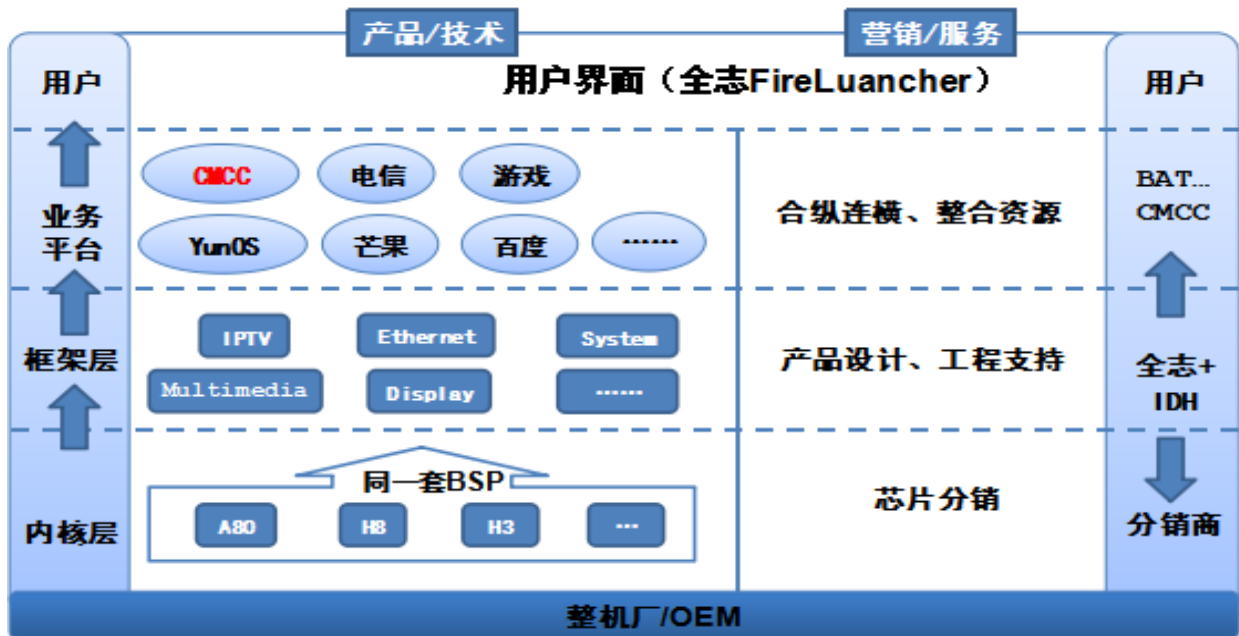 产品/技术
营销/服务
用户
用户界面（全志FireLuancher）
用户
CMCC
电信
游戏
业务
平台
YunOS
芒果
百度
……
合纵连横、整合资源
BAT…
CMCC
框架层
IPTV
Ethernet
System
Multimedia
Display
……
产品设计、工程支持
全志+
IDH
内核层
同一套BSP
A80
H8
H3
…
芯片分销
分销商
整机厂/OEM